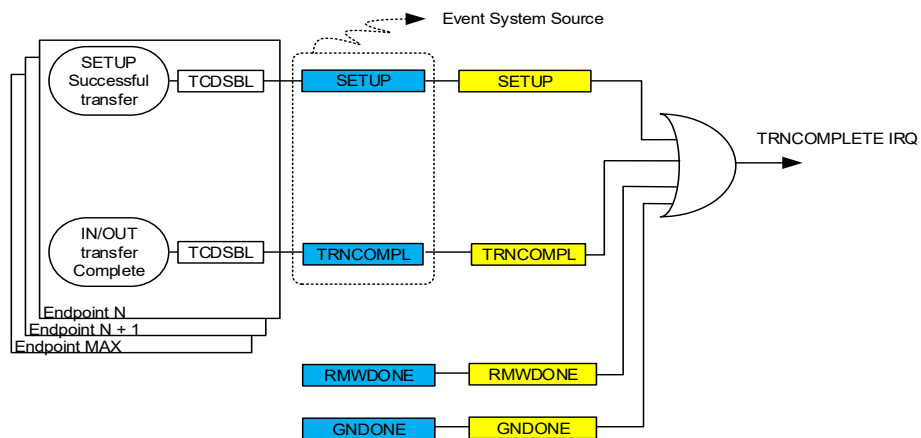 Event System Source
SETUP
Successful
transfer
TCDSBL
SETUP
SETUP
TRNCOMPLETE IRQ
IN/OUT
transfer
Complete
TCDSBL
TRNCOMPL
TRNCOMPL
Endpoint N
Endpoint N + 1
Endpoint MAX
RMWDONE
RMWDONE
GNDONE
GNDONE